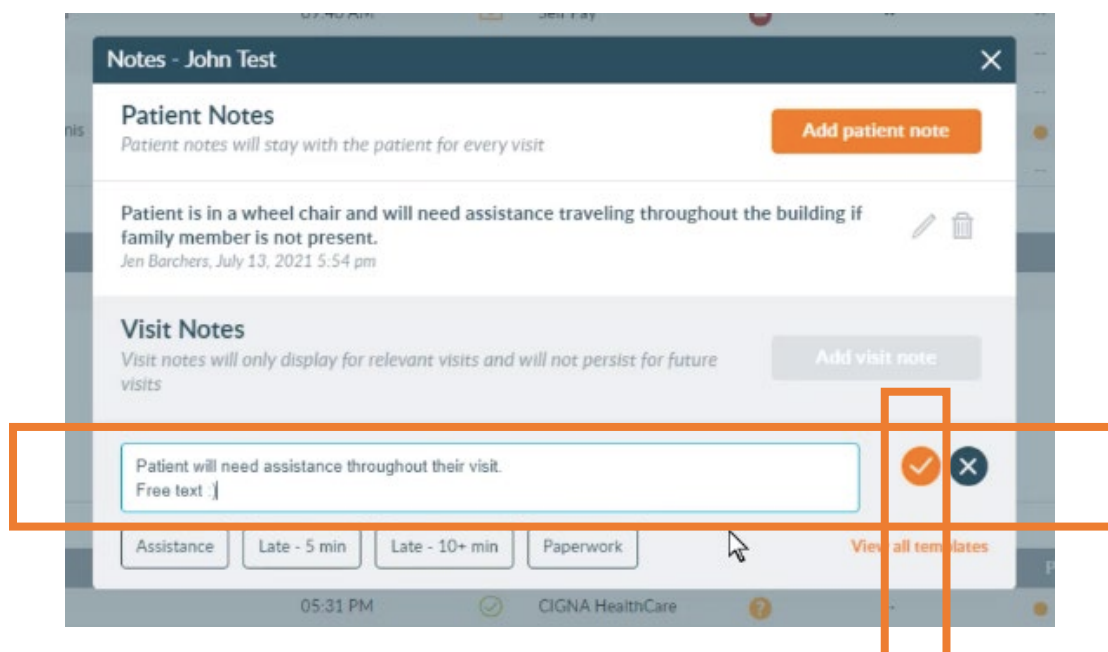 09:40 AM Self Pay --
Notes - John Test
Patient Notes
Patient notes will stay with the patient for every visit
Add patient note
nis
Patient is in a wheel chair and will need assistance traveling throughout the building if
family member is not present.
Jen Barchers, July 13, 2021 5:54 pm
Visit Notes
Visit notes will only display for relevant visits and will not persist for future
visits
Add visit note
Patient will need assistance throughout their visit.
Free text :)
Assistance Late - 5 min Late - 10+ min Paperwork View all templates
P
05:31 PM CIGNA HealthCare --